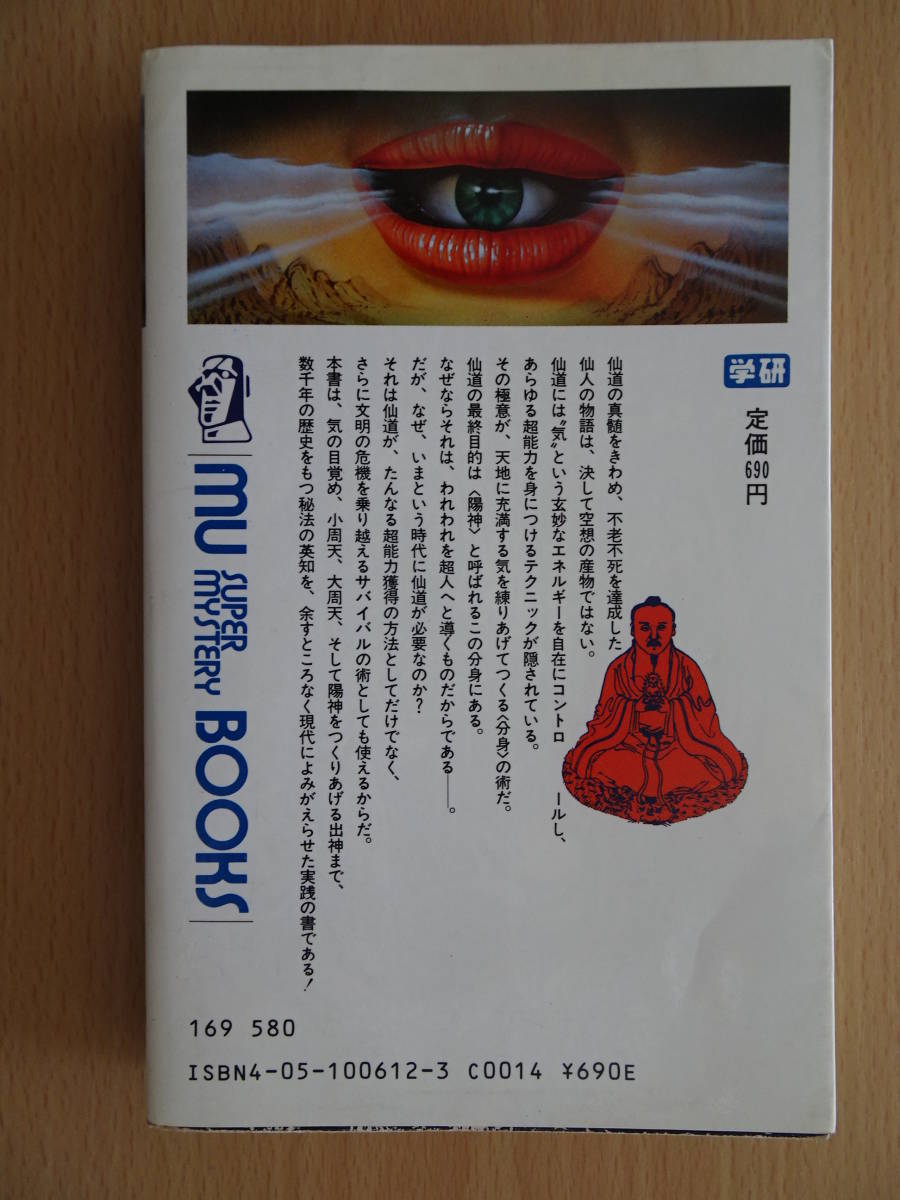 学研
定価690円
仙道の真髄をきわめ、不老不死を達成した
仙人の物語は、決して空想の産物ではない。
仙道には〝気〟という玄妙なエネルギーを自在にコントロ ールし、
あらゆる超能力を身につけるテクニックが隠されている。
その極意が、天地に充満する気を練りあげてつくる〈分身〉の術だ。
仙道の最終目的は〈陽神〉と呼ばれるこの分身にある。
なぜならそれは、われわれを超人へと導くものだからである——。
だが、なぜ、いまという時代に仙道が必要なのか?
それは仙道が、たんなる超能力獲得の方法としてだけでなく、
さらに文明の危機を乗り越えるサバイバルの術としても使えるからだ。
本書は、気の目覚め、小周天、大周天、そして陽神をつくりあげる出神まで、
数千年の歴史をもつ秘法の英知を、余すところなく現代によみがえらせた実践の書である!
MU SUPER MYSTERY BOOKS
169 580
ISBN4-05-100612-3 C0014 ¥690E